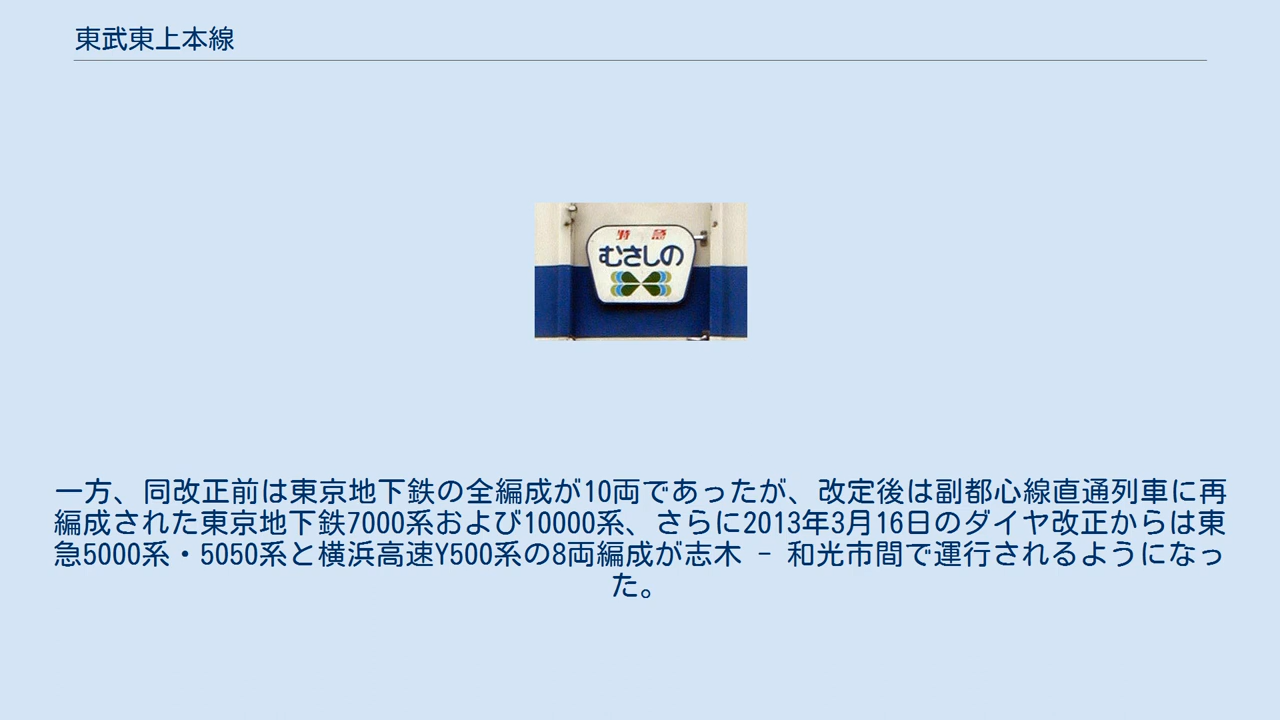 東武東上本線
特 急
むさしの
一方、同改正前は東京地下鉄の全編成が10両であったが、改定後は副都心線直通列車に再
編成された東京地下鉄7000系および10000系、さらに2013年3月16日のダイヤ改正からは東
急5000系・5050系と横浜高速Y500系の8両編成が志木 - 和光市間で運行されるようになっ
た。